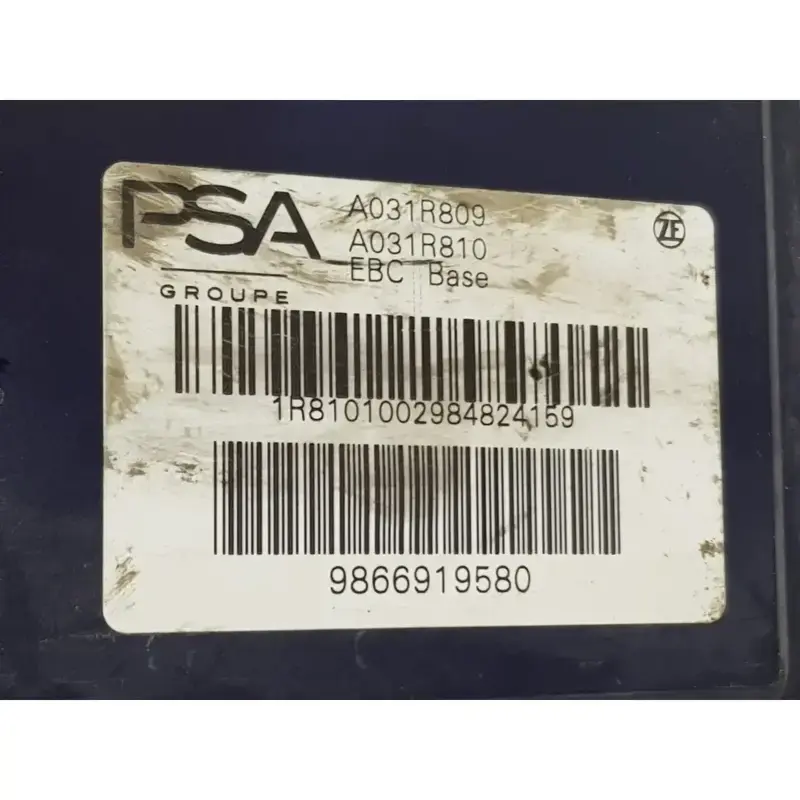 PSA
GROUPE
A031R809
A031R810
EBC Base
ZF
1R8101002984824159
9866919580